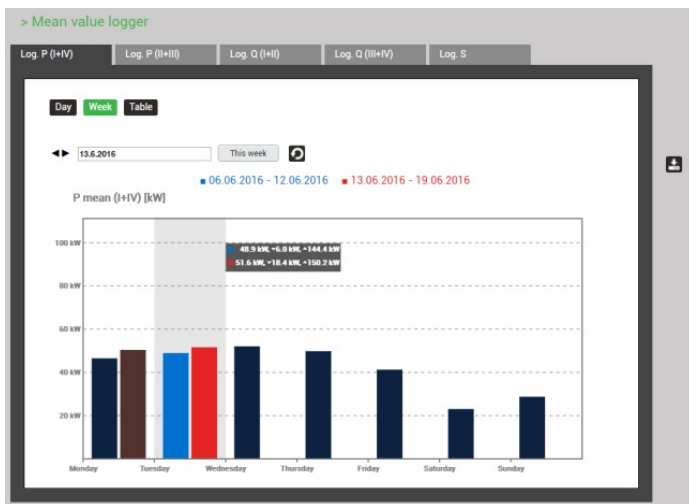 > Mean value logger
Log. P (I+IV) Log. P (II+III) Log. Q (I+II) Log. Q (III+IV) Log. S
Day Week Table
13.6.2016 This week
06.06.2016 - 12.06.2016 13.06.2016 - 19.06.2016
P mean (I+IV) [kW]
100 kW
48.9 kW, ~6.0 kW, ^144.4 kW
51.6 kW, ~18.4 kW, ^150.2 kW
80 kW
60 kW
40 kW
20 kW
Monday Tuesday Wednesday Thursday Friday Saturday Sunday